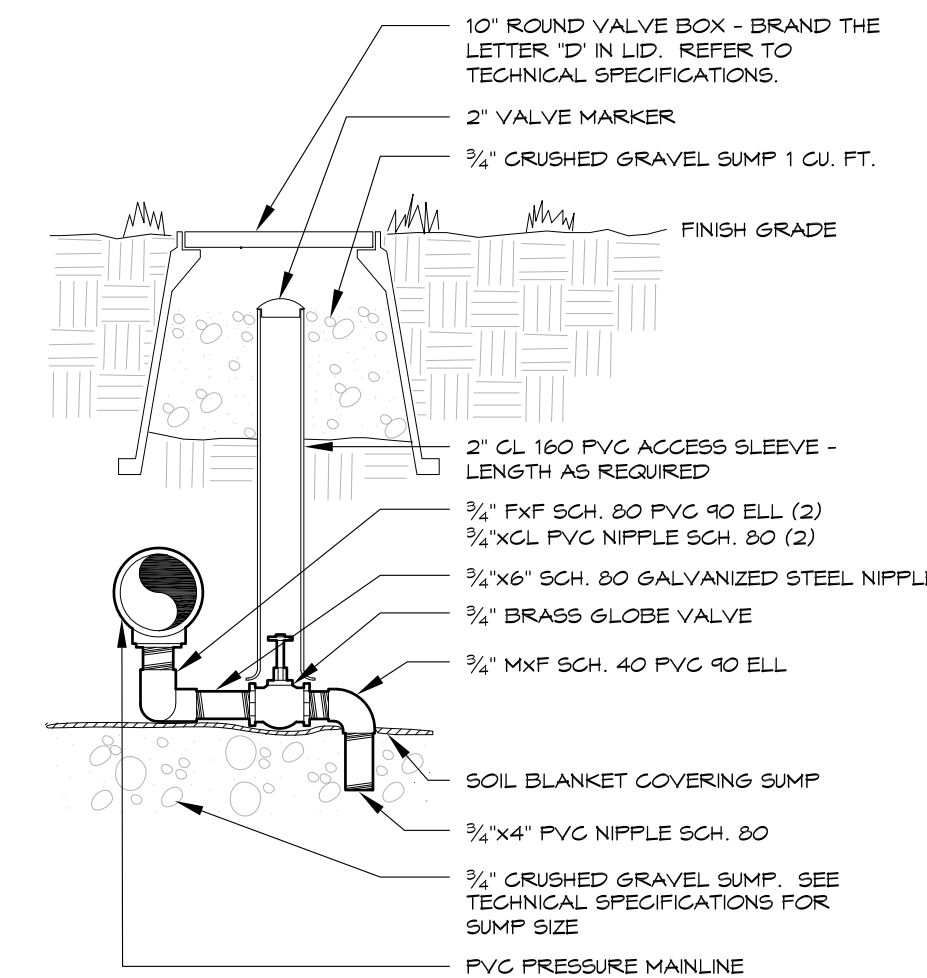 10" ROUND VALVE BOX - BRAND THE
LETTER "D' IN LID.  REFER TO
TECHNICAL SPECIFICATIONS.
2" VALVE MARKER
3/4" CRUSHED GRAVEL SUMP 1 CU. FT.
FINISH GRADE
2" CL 160 PVC ACCESS SLEEVE -
LENGTH AS REQUIRED
3/4" FxF SCH. 80 PVC 90 ELL (2)
3/4"xCL PVC NIPPLE SCH. 80 (2)
3/4"x6" SCH. 80 GALVANIZED STEEL NIPPLE
3/4" BRASS GLOBE VALVE
3/4" MxF SCH. 40 PVC 90 ELL
SOIL BLANKET COVERING SUMP
3/4"x4" PVC NIPPLE SCH. 80
3/4" CRUSHED GRAVEL SUMP.  SEE
TECHNICAL SPECIFICATIONS FOR
SUMP SIZE
PVC PRESSURE MAINLINE